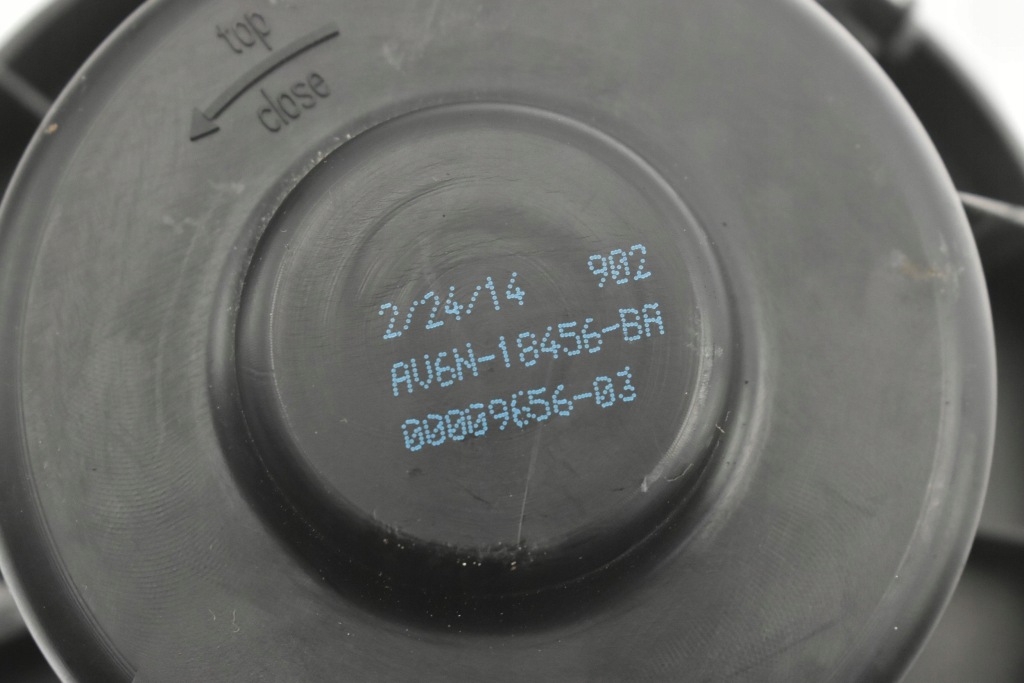 top
close
2/24/14 902
AV6N-18456-BA
00009656-03